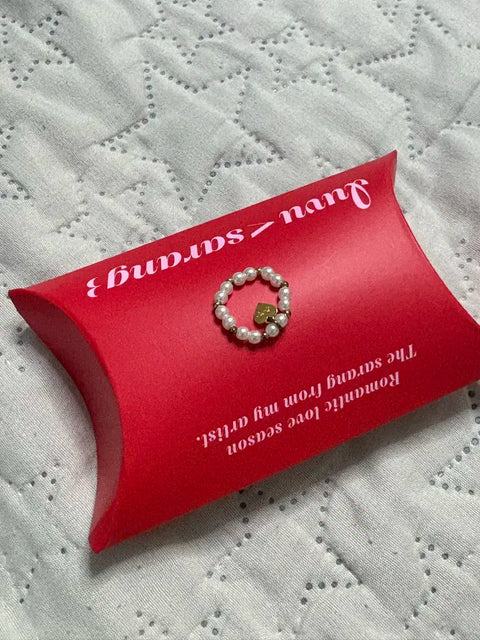 Romantic love season
The sarang from my artist.
luvu<sarang3